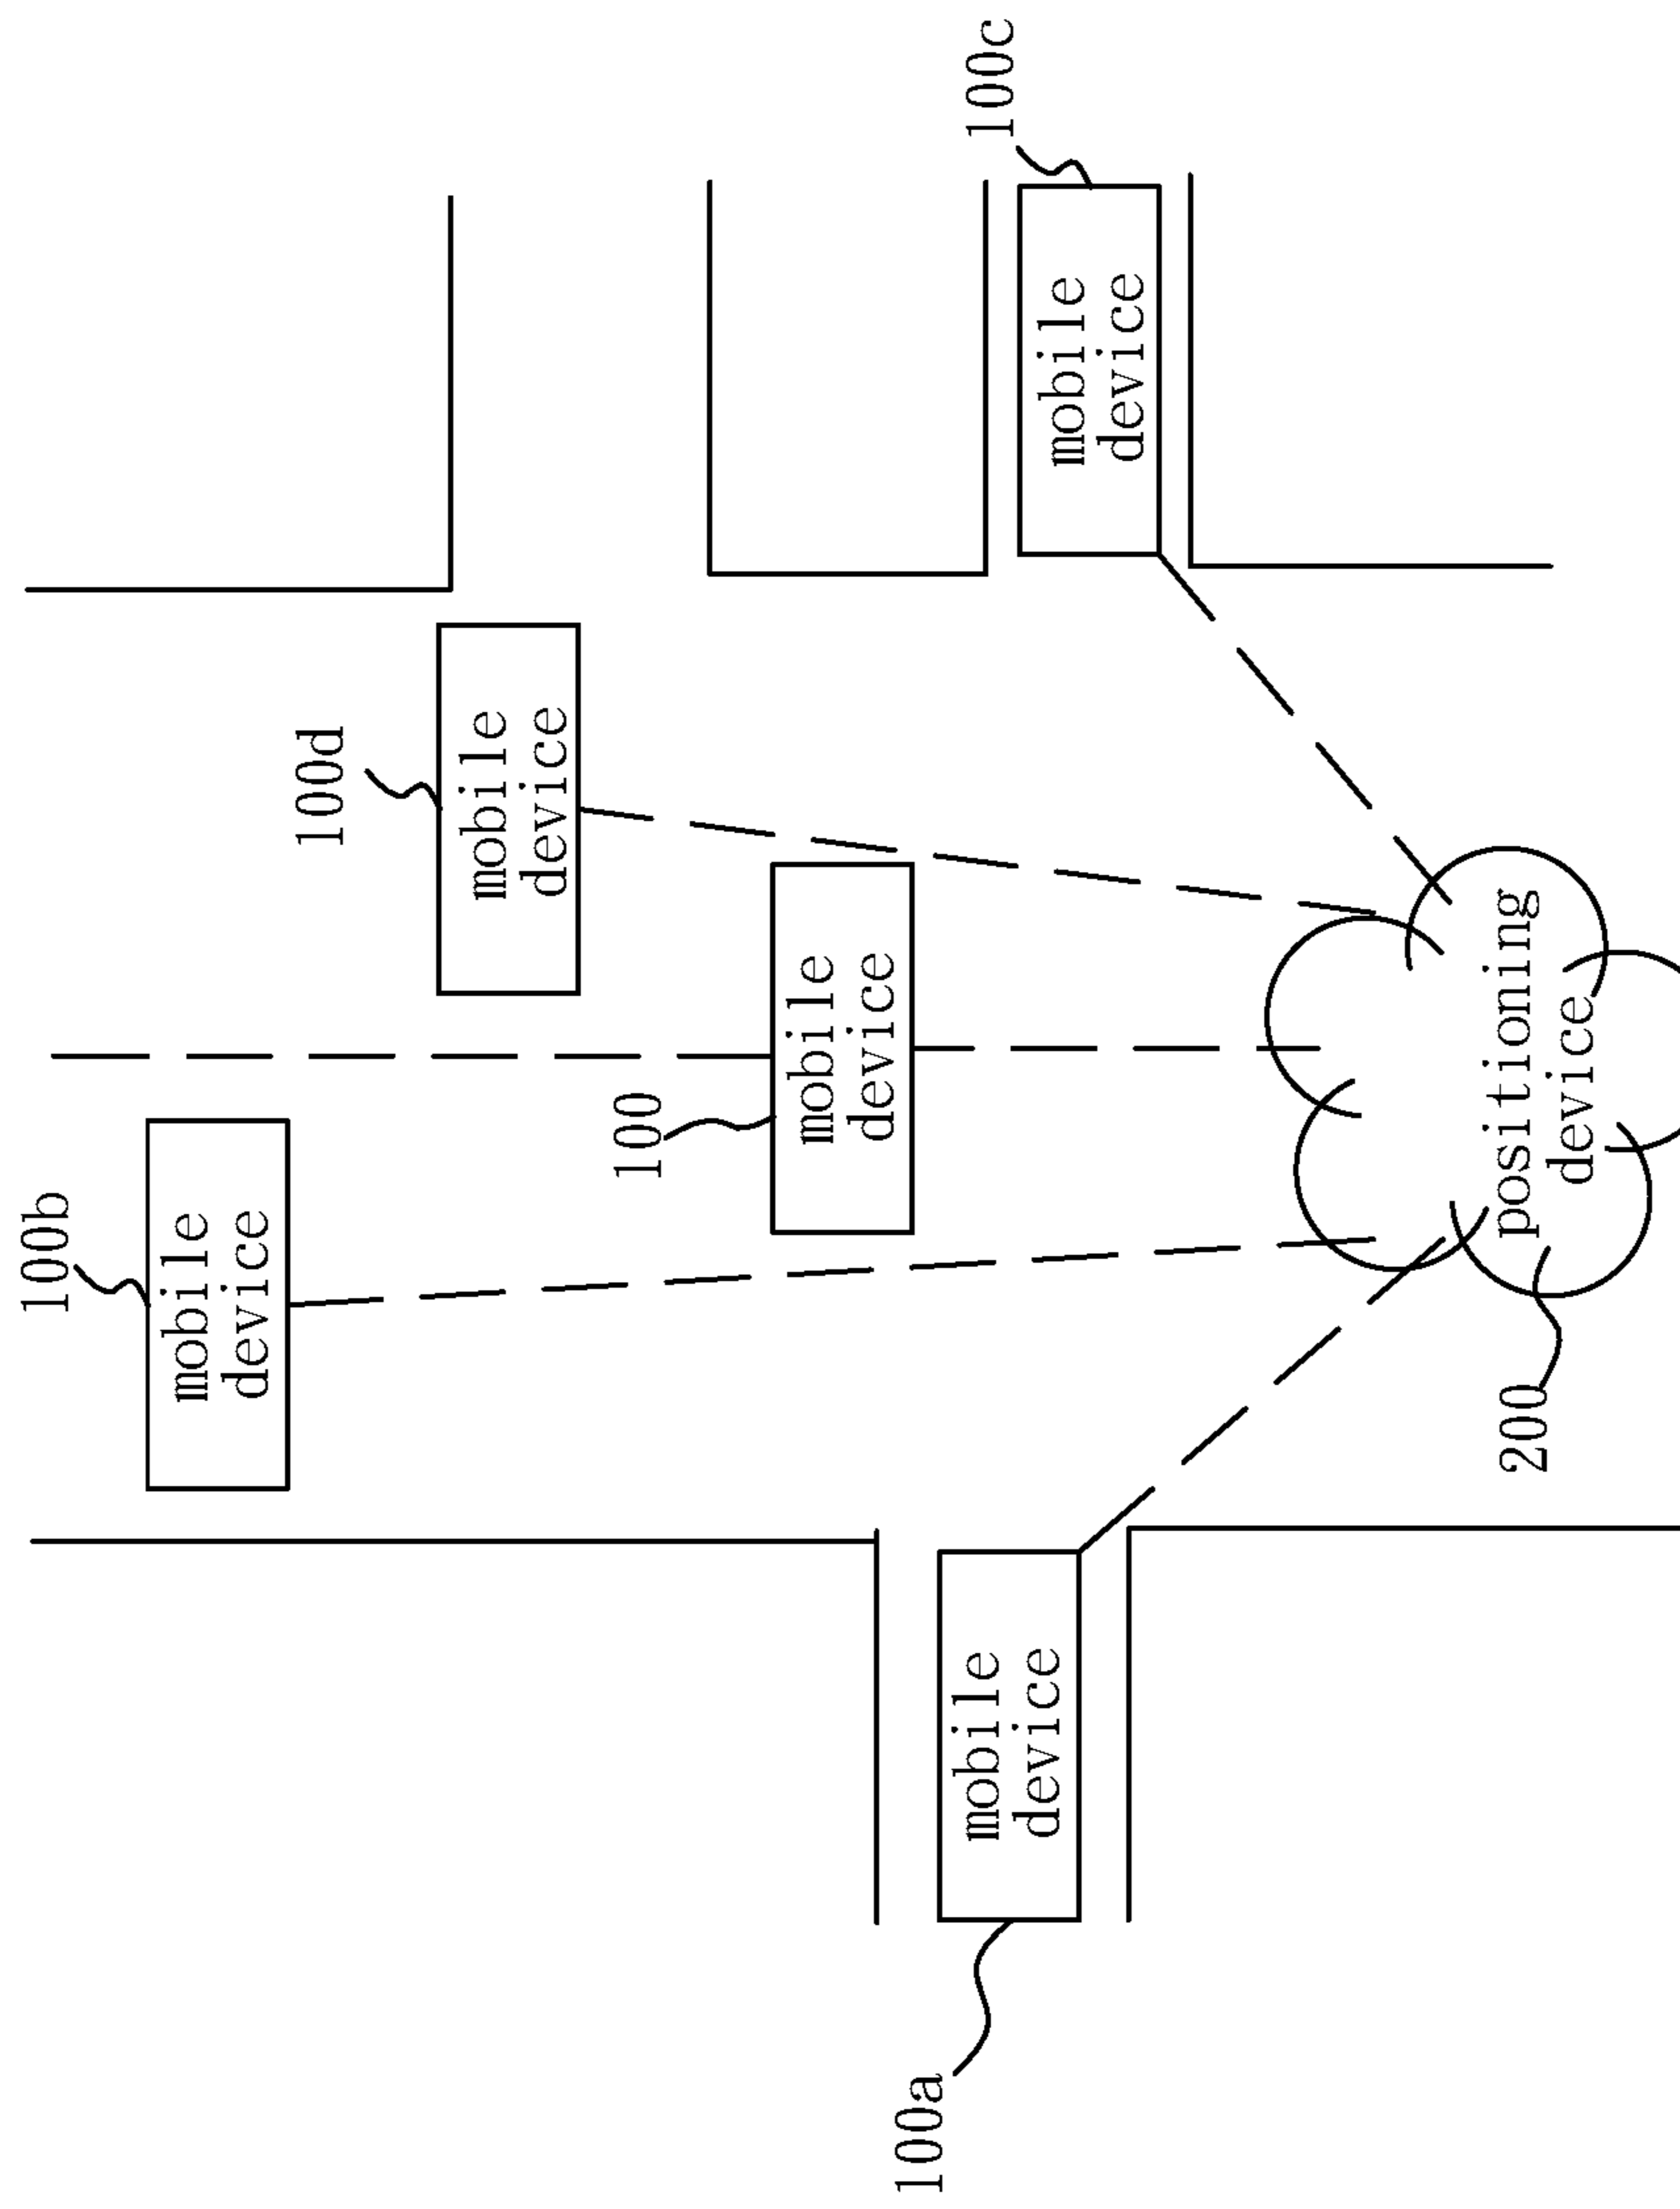 100b
mobile
device
100d
mobile
device
100
mobile
device
100a
mobile
device
100c
mobile
device
positioning
device
200